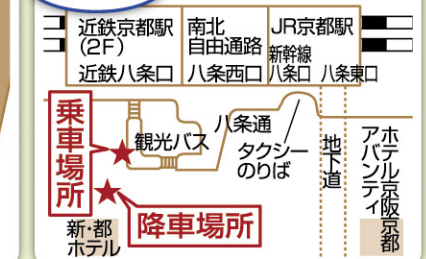 近鉄京都駅
(2F)
南北
自由通路
JR京都駅
近鉄八条口
八条西口
新幹線
八条口
八条東口
乗車場所
観光バス
八条通
タクシー
のりば
地下道
ホテル京阪京都
アバンティ
降車場所
新・都
ホテル